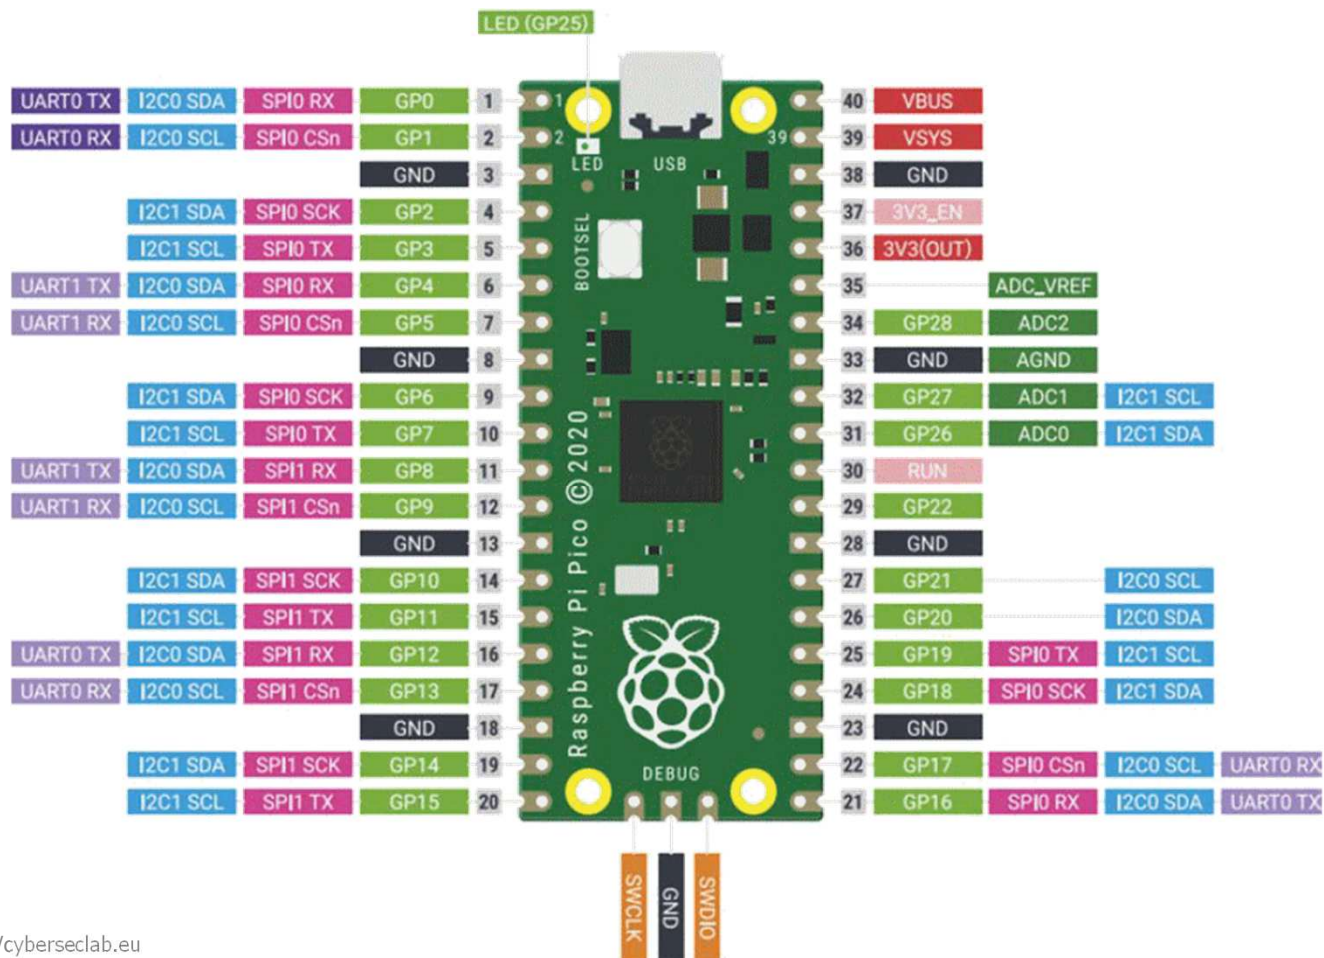 LED (GP25)
UART0 TX I2C0 SDA SPI0 RX GP0 1 1 40 VBUS
UART0 RX I2C0 SCL SPI0 CSn GP1 2 2 39 39 VSYS
LED USB
GND 3 38 GND
I2C1 SDA SPI0 SCK GP2 4 37 3V3_EN
I2C1 SCL SPI0 TX GP3 5 36 3V3(OUT)
BOOTSEL
UART1 TX I2C0 SDA SPI0 RX GP4 6 35 ADC_VREF
UART1 RX I2C0 SCL SPI0 CSn GP5 7 34 GP28 ADC2
GND 8 33 GND AGND
I2C1 SDA SPI0 SCK GP6 9 32 GP27 ADC1 I2C1 SCL
I2C1 SCL SPI0 TX GP7 10 31 GP26 ADC0 I2C1 SDA
UART1 TX I2C0 SDA SPI1 RX GP8 11 30 RUN
UART1 RX I2C0 SCL SPI1 CSn GP9 12 29 GP22
GND 13 28 GND
Raspberry Pi Pico © 2020
I2C1 SDA SPI1 SCK GP10 14 27 GP21 I2C0 SCL
I2C1 SCL SPI1 TX GP11 15 26 GP20 I2C0 SDA
UART0 TX I2C0 SDA SPI1 RX GP12 16 25 GP19 SPI0 TX I2C1 SCL
UART0 RX I2C0 SCL SPI1 CSn GP13 17 24 GP18 SPI0 SCK I2C1 SDA
GND 18 23 GND
I2C1 SDA SPI1 SCK GP14 19 22 GP17 SPI0 CSn I2C0 SCL UART0 RX
DEBUG
I2C1 SCL SPI1 TX GP15 20 21 GP16 SPI0 RX I2C0 SDA UART0 TX
SWCLK GND SWDIO
/cyberseclab.eu